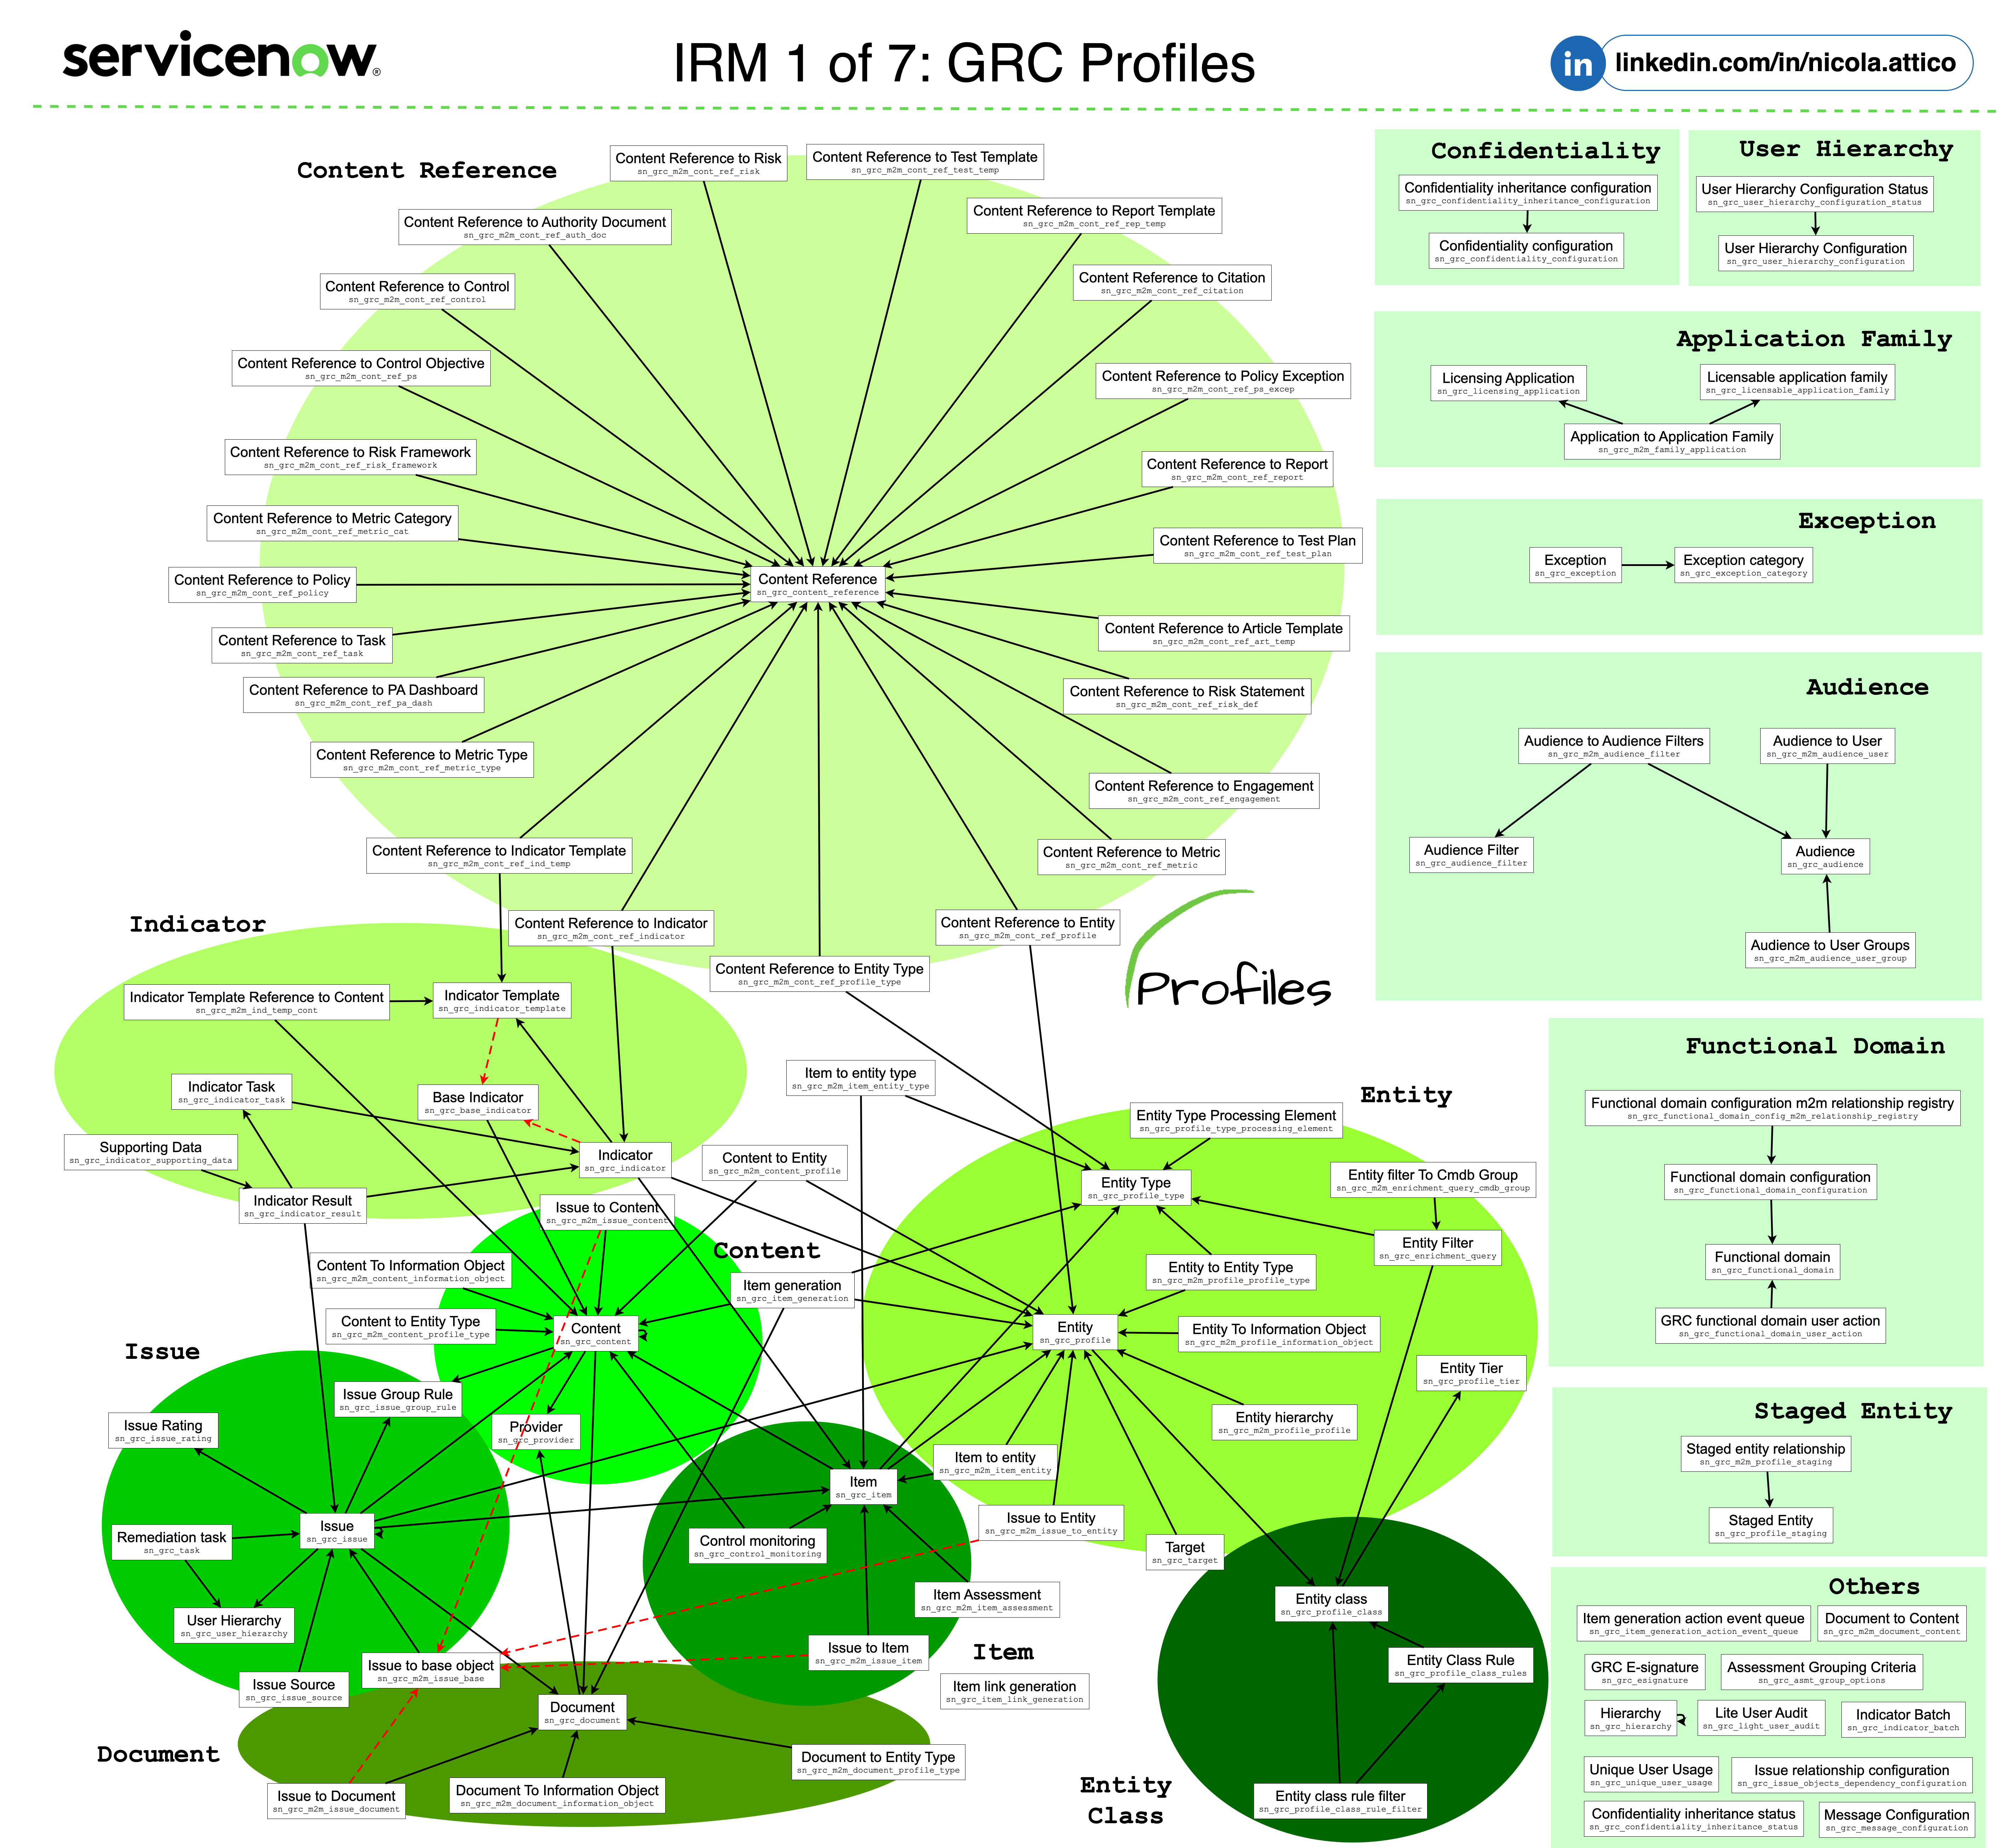 servicenow®
IRM 1 of 7: GRC Profiles
in linkedin.com/in/nicola.attico
Content Reference
Content Reference to Risk
sn_grc_m2m_cont_ref_risk
Content Reference to Test Template
sn_grc_m2m_cont_ref_test_temp
Content Reference to Authority Document
sn_grc_m2m_cont_ref_auth_doc
Content Reference to Report Template
sn_grc_m2m_cont_ref_rep_temp
Content Reference to Control
sn_grc_m2m_cont_ref_control
Content Reference to Citation
sn_grc_m2m_cont_ref_citation
Content Reference to Control Objective
sn_grc_m2m_cont_ref_ps
Content Reference to Policy Exception
sn_grc_m2m_cont_ref_ps_excep
Content Reference to Risk Framework
sn_grc_m2m_cont_ref_risk_framework
Content Reference to Report
sn_grc_m2m_cont_ref_report
Content Reference to Metric Category
sn_grc_m2m_cont_ref_metric_cat
Content Reference to Test Plan
sn_grc_m2m_cont_ref_test_plan
Content Reference to Policy
sn_grc_m2m_cont_ref_policy
Content Reference
sn_grc_content_reference
Content Reference to Task
sn_grc_m2m_cont_ref_task
Content Reference to Article Template
sn_grc_m2m_cont_ref_art_temp
Content Reference to PA Dashboard
sn_grc_m2m_cont_ref_pa_dash
Content Reference to Risk Statement
sn_grc_m2m_cont_ref_risk_def
Content Reference to Metric Type
sn_grc_m2m_cont_ref_metric_type
Content Reference to Engagement
sn_grc_m2m_cont_ref_engagement
Content Reference to Indicator Template
sn_grc_m2m_cont_ref_ind_temp
Content Reference to Metric
sn_grc_m2m_cont_ref_metric
Content Reference to Indicator
sn_grc_m2m_cont_ref_indicator
Content Reference to Entity
sn_grc_m2m_cont_ref_profile
Content Reference to Entity Type
sn_grc_m2m_cont_ref_profile_type
Profiles
Indicator
Indicator Template Reference to Content
sn_grc_m2m_ind_temp_cont
Indicator Template
sn_grc_indicator_template
Indicator Task
sn_grc_indicator_task
Base Indicator
sn_grc_base_indicator
Supporting Data
sn_grc_indicator_supporting_data
Indicator
sn_grc_indicator
Indicator Result
sn_grc_indicator_result
Item to entity type
sn_grc_m2m_item_entity_type
Content to Entity
sn_grc_m2m_content_profile
Issue to Content
sn_grc_m2m_issue_content
Content
Content To Information Object
sn_grc_m2m_content_information_object
Item generation
sn_grc_item_generation
Content to Entity Type
sn_grc_m2m_content_profile_type
Content
sn_grc_content
Provider
sn_grc_provider
Entity
Entity Type Processing Element
sn_grc_profile_type_processing_element
Entity Type
sn_grc_profile_type
Entity filter To Cmdb Group
sn_grc_m2m_enrichment_query_cmdb_group
Entity Filter
sn_grc_enrichment_query
Entity to Entity Type
sn_grc_m2m_profile_profile_type
Entity
sn_grc_profile
Entity To Information Object
sn_grc_m2m_profile_information_object
Entity Tier
sn_grc_profile_tier
Entity hierarchy
sn_grc_m2m_profile_profile
Item to entity
sn_grc_m2m_item_entity
Issue to Entity
sn_grc_m2m_issue_to_entity
Target
sn_grc_target
Issue
Issue Group Rule
sn_grc_issue_group_rule
Issue Rating
sn_grc_issue_rating
Issue
sn_grc_issue
Remediation task
sn_grc_task
User Hierarchy
sn_grc_user_hierarchy
Issue Source
sn_grc_issue_source
Issue to base object
sn_grc_m2m_issue_base
Item
sn_grc_item
Control monitoring
sn_grc_control_monitoring
Item Assessment
sn_grc_m2m_item_assessment
Issue to Item
sn_grc_m2m_issue_item
Item
Item link generation
sn_grc_item_link_generation
Document
Document
sn_grc_document
Document to Entity Type
sn_grc_m2m_document_profile_type
Issue to Document
sn_grc_m2m_issue_document
Document To Information Object
sn_grc_m2m_document_information_object
Entity class
sn_grc_profile_class
Entity Class Rule
sn_grc_profile_class_rules
Entity class rule filter
sn_grc_profile_class_rule_filter
Entity
Class
Confidentiality
Confidentiality inheritance configuration
sn_grc_confidentiality_inheritance_configuration
Confidentiality configuration
sn_grc_confidentiality_configuration
User Hierarchy
User Hierarchy Configuration Status
sn_grc_user_hierarchy_configuration_status
User Hierarchy Configuration
sn_grc_user_hierarchy_configuration
Application Family
Licensing Application
sn_grc_licensing_application
Licensable application family
sn_grc_licensable_application_family
Application to Application Family
sn_grc_m2m_family_application
Exception
Exception
sn_grc_exception
Exception category
sn_grc_exception_category
Audience
Audience to Audience Filters
sn_grc_m2m_audience_filter
Audience to User
sn_grc_m2m_audience_user
Audience Filter
sn_grc_audience_filter
Audience
sn_grc_audience
Audience to User Groups
sn_grc_m2m_audience_user_group
Functional Domain
Functional domain configuration m2m relationship registry
sn_grc_functional_domain_config_m2m_relationship_registry
Functional domain configuration
sn_grc_functional_domain_configuration
Functional domain
sn_grc_functional_domain
GRC functional domain user action
sn_grc_functional_domain_user_action
Staged Entity
Staged entity relationship
sn_grc_m2m_profile_staging
Staged Entity
sn_grc_profile_staging
Others
Item generation action event queue
sn_grc_item_generation_action_event_queue
Document to Content
sn_grc_m2m_document_content
GRC E-signature
sn_grc_esignature
Assessment Grouping Criteria
sn_grc_asmt_group_options
Hierarchy
sn_grc_hierarchy
Lite User Audit
sn_grc_light_user_audit
Indicator Batch
sn_grc_indicator_batch
Unique User Usage
sn_grc_unique_user_usage
Issue relationship configuration
sn_grc_issue_objects_dependency_configuration
Confidentiality inheritance status
sn_grc_confidentiality_inheritance_status
Message Configuration
sn_grc_message_configuration